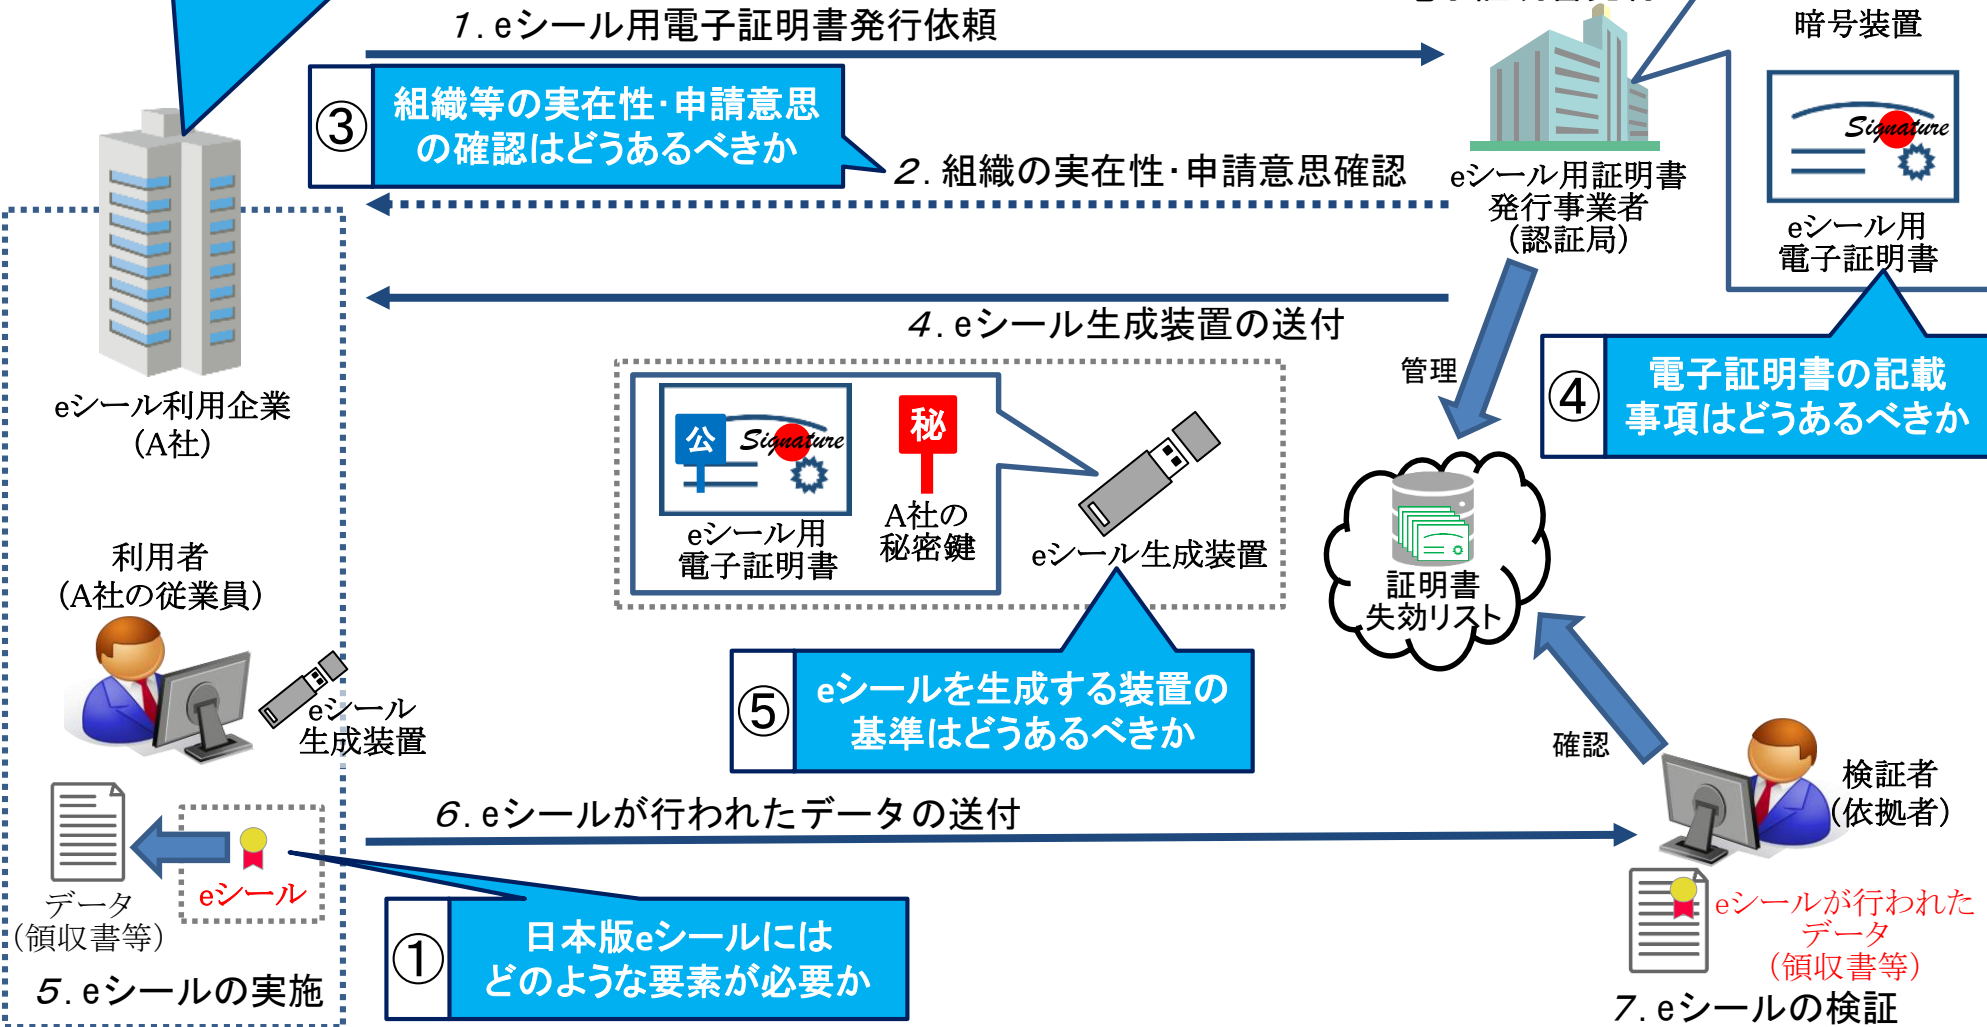 1.eシール用電子証明書発行依頼
暗号装置
③
組織等の実在性・申請意思
の確認はどうあるべきか
Signature
2.組織の実在性・申請意思確認
eシール用証明書
発行事業者
(認証局)
eシール用
電子証明書
4.eシール生成装置の送付
管理
④
電子証明書の記載
事項はどうあるべきか
eシール利用企業
(A社)
公
Signature
秘
eシール用
電子証明書
A社の
秘密鍵
eシール生成装置
証明書
失効リスト
利用者
(A社の従業員)
eシール
生成装置
⑤
eシールを生成する装置の
基準はどうあるべきか
確認
検証者
(依拠者)
6.eシールが行われたデータの送付
eシール
データ
(領収書等)
5.eシールの実施
①
日本版eシールには
どのような要素が必要か
eシールが行われた
データ
(領収書等)
7.eシールの検証